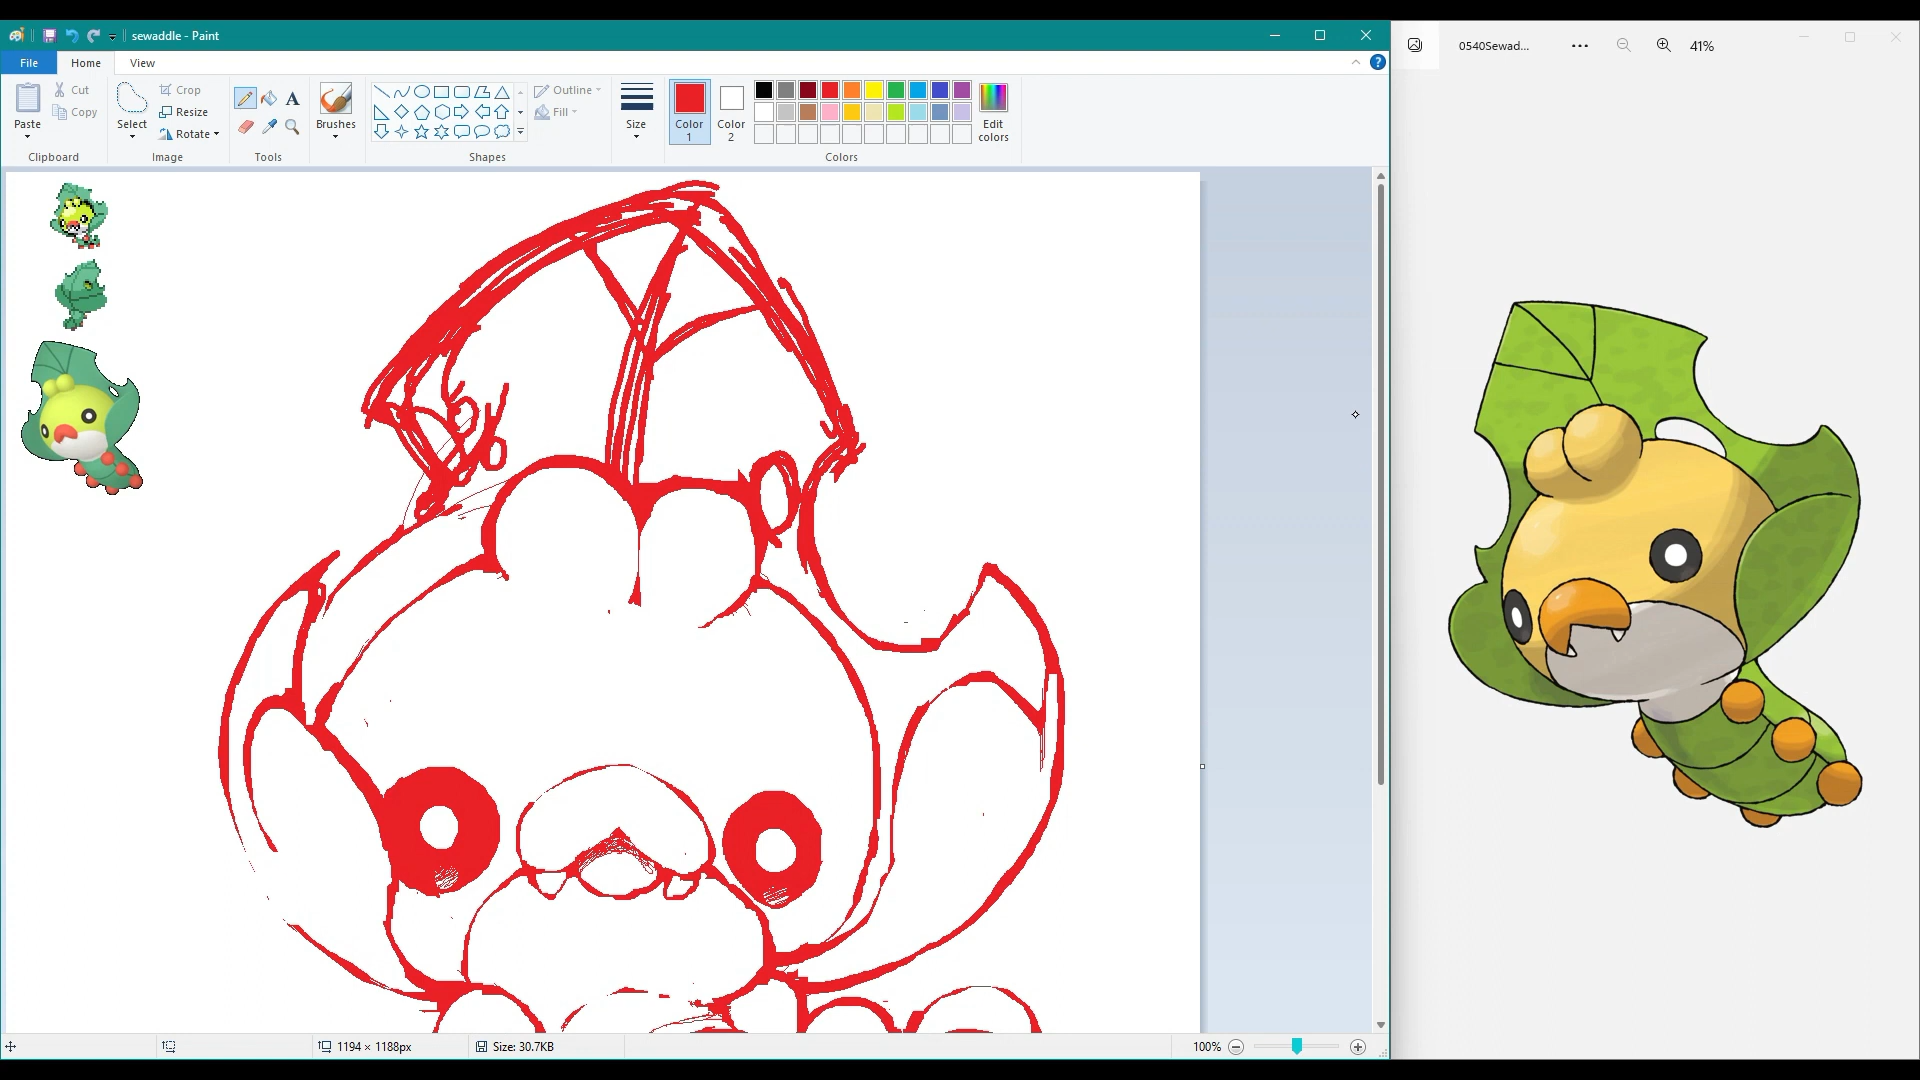 sewaddle - Paint
0540Sewad...
41%
File
Home
View
Paste
Cut
Copy
Clipboard
Select
Crop
Resize
Rotate
Image
A
Tools
Brushes
Shapes
Outline
Fill
Size
Color
1
Color
2
Edit
colors
Colors
1194 × 1188px
Size: 30.7KB
100%